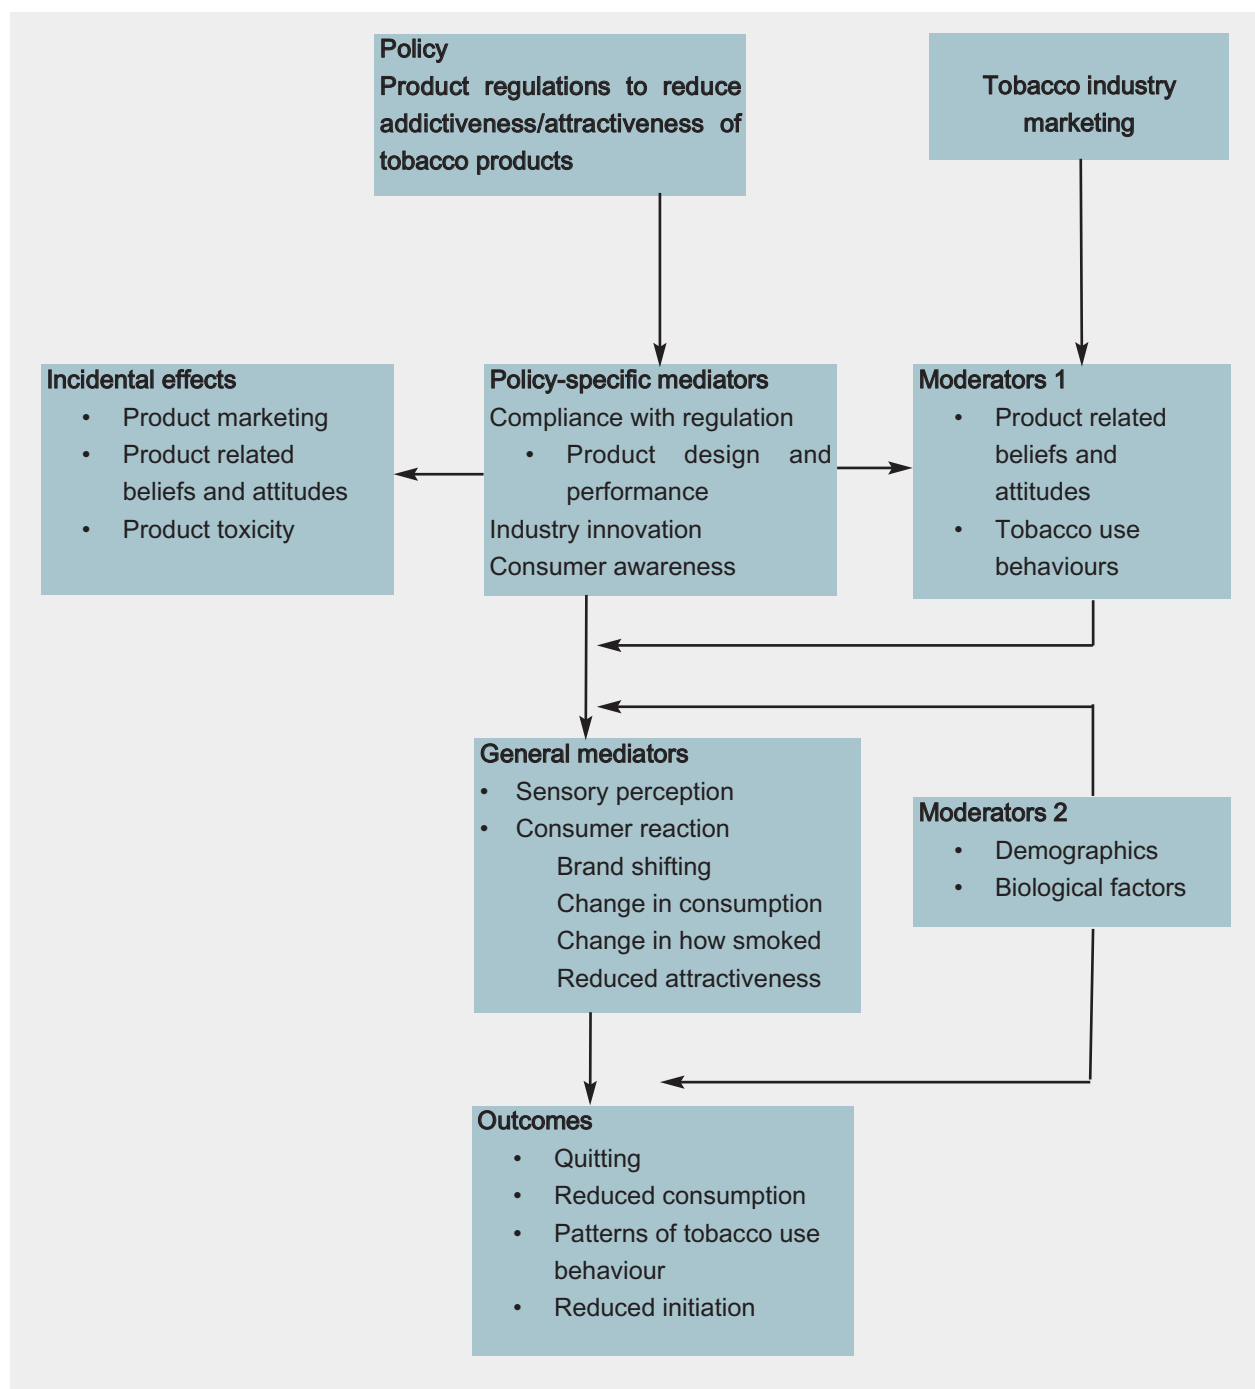 Policy
Product regulations to reduce
addictiveness/attractiveness of
tobacco products
Tobacco industry
marketing
Incidental effects
• Product marketing
• Product related
beliefs and attitudes
• Product toxicity
Policy-specific mediators
Compliance with regulation
• Product design and
performance
Industry innovation
Consumer awareness
Moderators 1
• Product related
beliefs and
attitudes
• Tobacco use
behaviours
General mediators
• Sensory perception
• Consumer reaction
Brand shifting
Change in consumption
Change in how smoked
Reduced attractiveness
Moderators 2
• Demographics
• Biological factors
Outcomes
• Quitting
• Reduced consumption
• Patterns of tobacco use
behaviour
• Reduced initiation